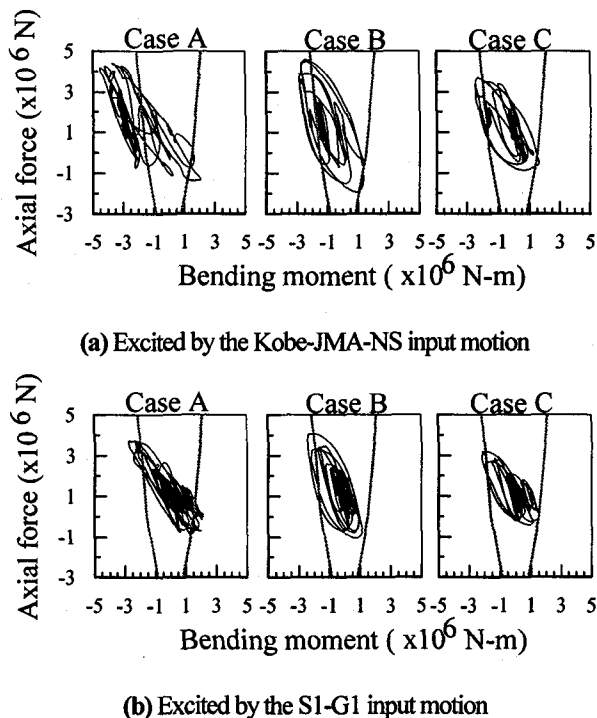 Case A Case B Case C
Axial force (x10^6 N)
5
3
1
-1
-3
-5 -3 -1 1 3 5 -5 -3 -1 1 3 5 -5 -3 -1 1 3 5
Bending moment ( x10^6 N-m)
(a) Excited by the Kobe-JMA-NS input motion
Case A Case B Case C
Axial force (x10^6 N)
5
3
1
-1
-3
-5 -3 -1 1 3 5 -5 -3 -1 1 3 5 -5 -3 -1 1 3 5
Bending moment ( x10^6 N-m)
(b) Excited by the S1-G1 input motion